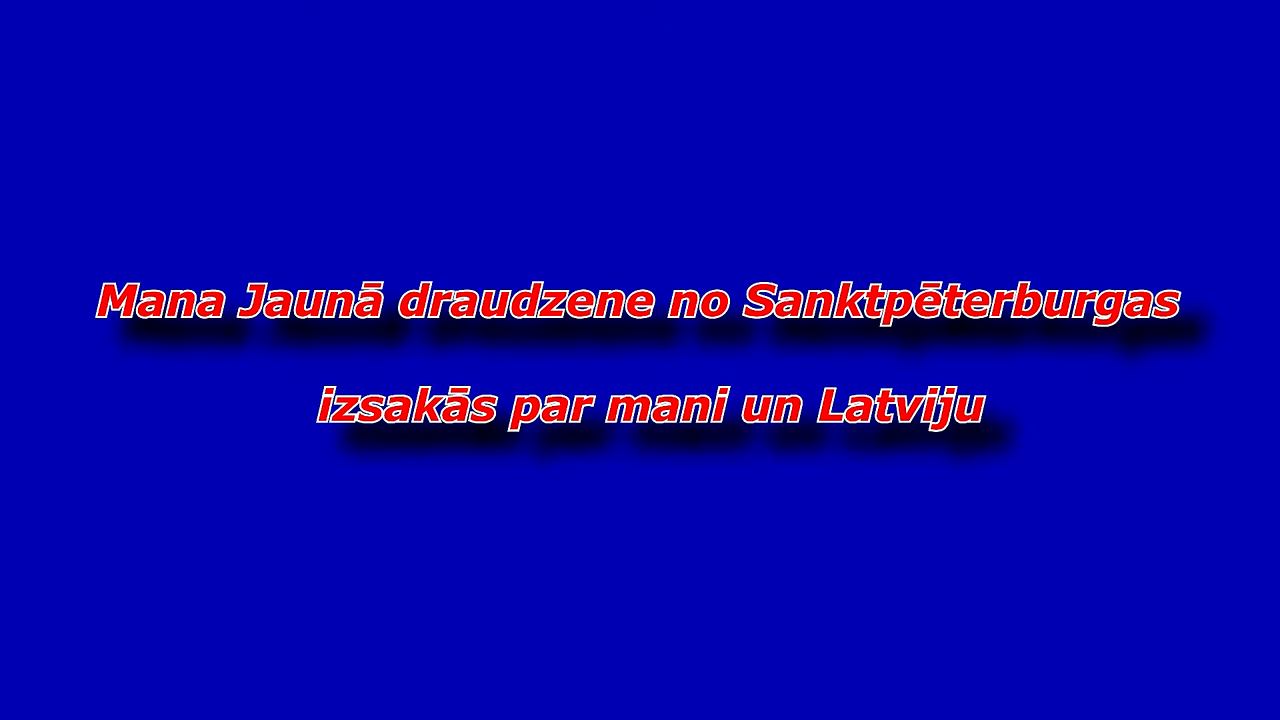 Mana Jaunā draudzene no Sanktpēterburgas
izsakās par mani un Latviju